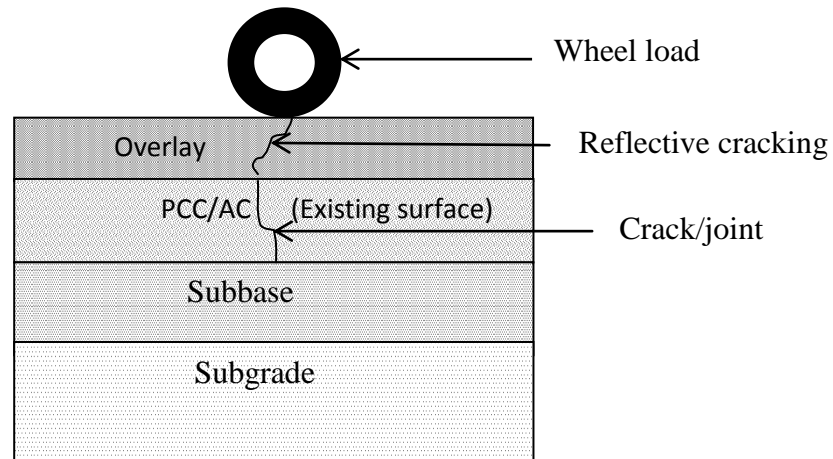 Wheel load
Overlay
Reflective cracking
PCC/AC (Existing surface)
Crack/joint
Subbase
Subgrade